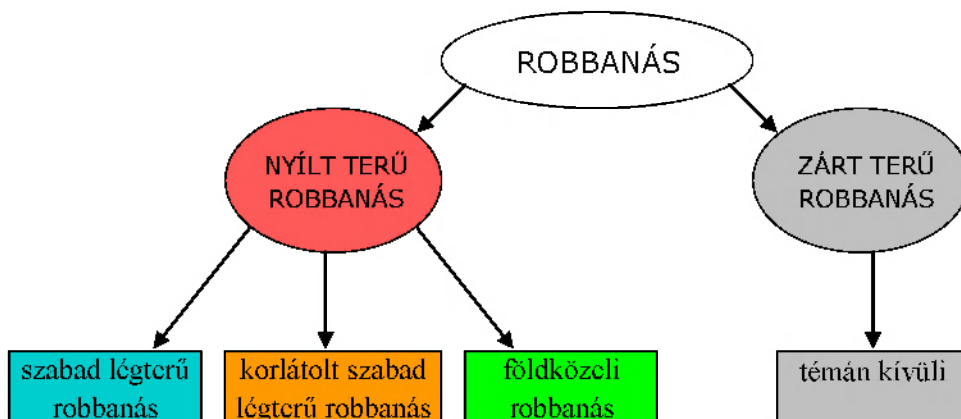 ROBBANÁS
NYÍLT TERŰ
ROBBANÁS
ZÁRT TERŰ
ROBBANÁS
szabad légterű
robbanás
korlátolt szabad
légterű robbanás
földközeli
robbanás
témán kívüli